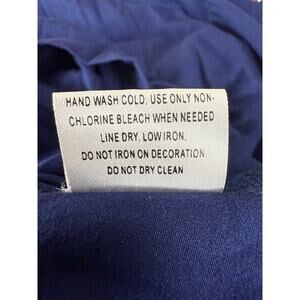 HAND WASH COLD, USE ONLY NON-
CHLORINE BLEACH WHEN NEEDED
LINE DRY, LOW IRON,
DO NOT IRON ON DECORATION.
DO NOT DRY CLEAN